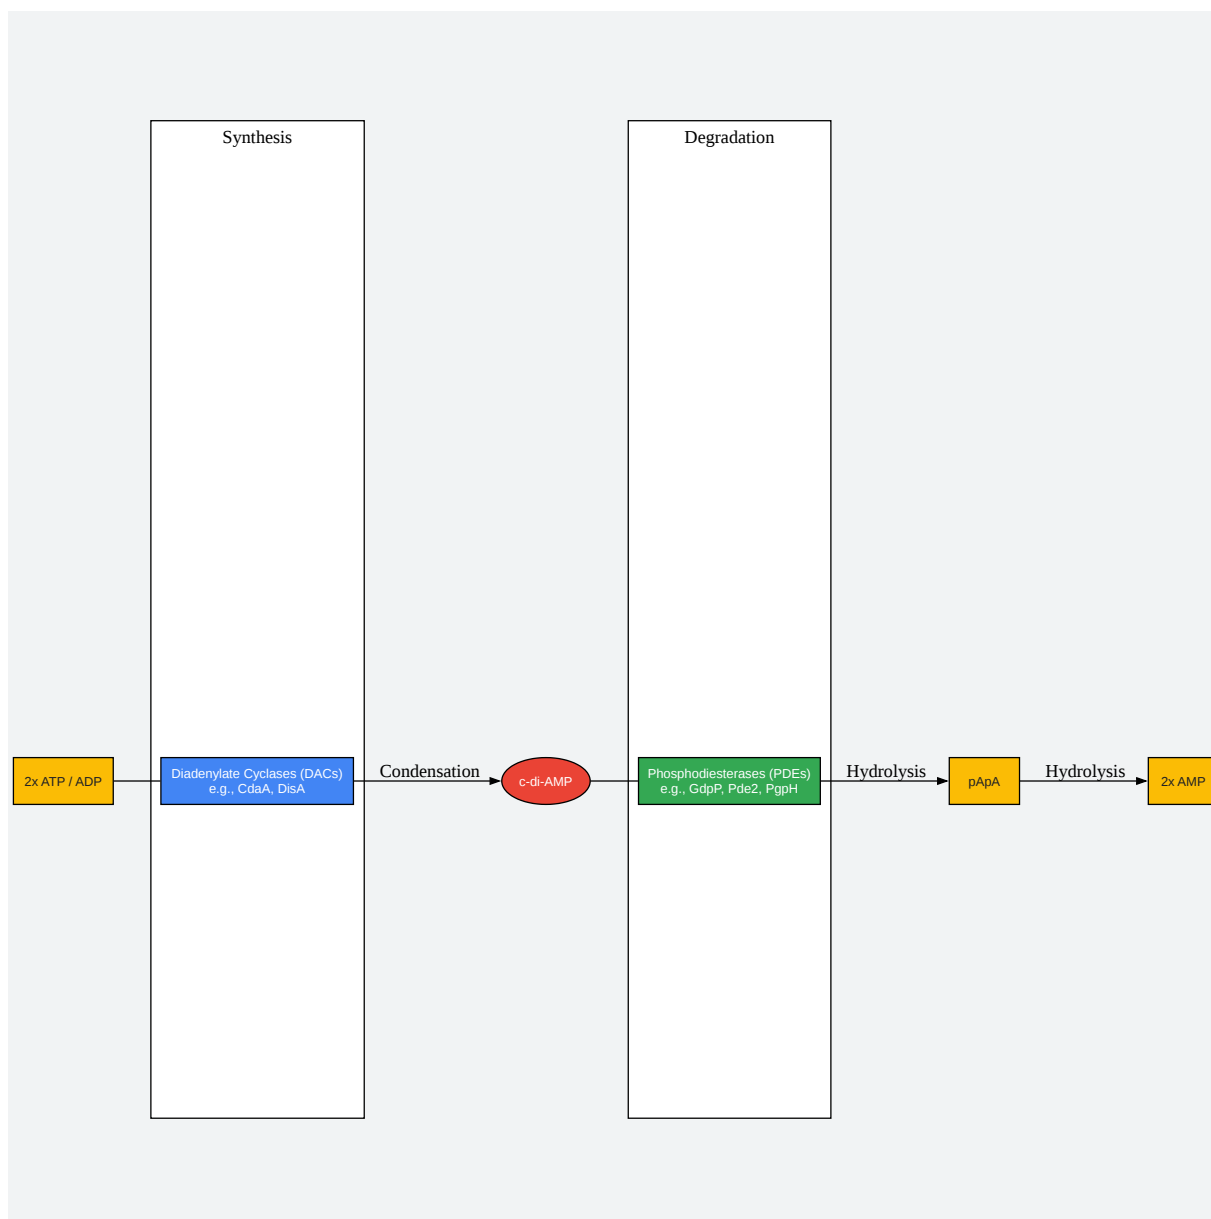 Synthesis
Degradation
2x ATP / ADP
Diadenylate Cyclases (DACs)
e.g., CdaA, DisA
Condensation
c-di-AMP
Phosphodiesterases (PDEs)
e.g., GdpP, Pde2, PgpH
Hydrolysis
pApA
Hydrolysis
2x AMP